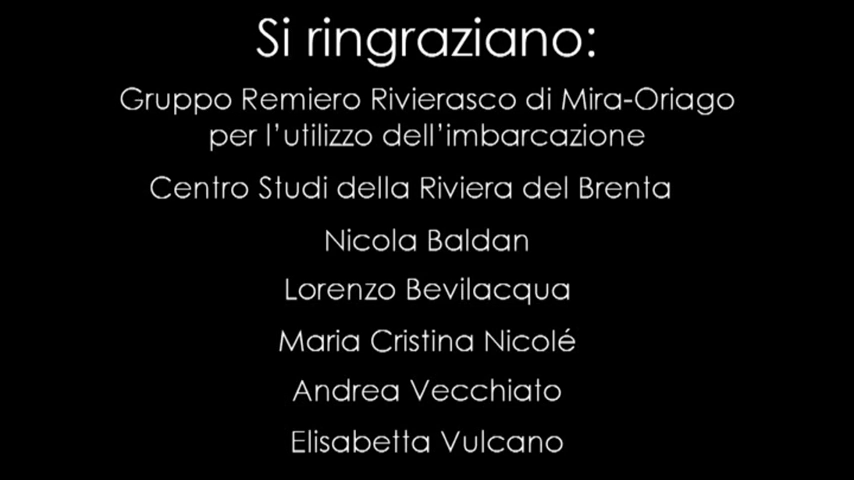 Si ringraziano:
Gruppo Remiero Rivierasco di Mira-Oriago
per l'utilizzo dell'imbarcazione
Centro Studi della Riviera del Brenta
Nicola Baldan
Lorenzo Bevilacqua
Maria Cristina Nicolé
Andrea Vecchiato
Elisabetta Vulcano